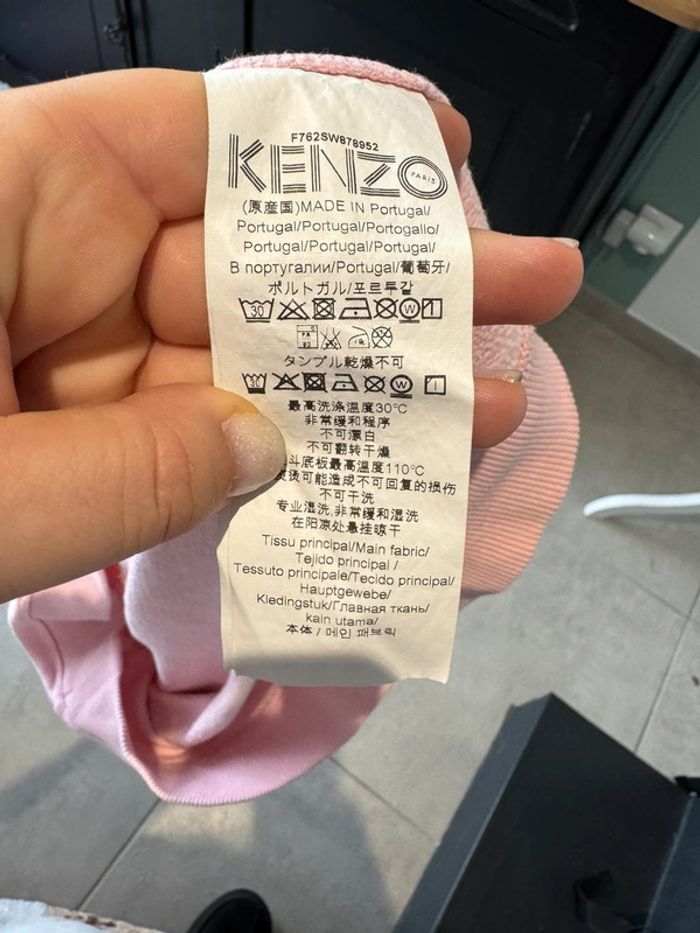 F762SW878952
KENZO
PARIS
(原産国)MADE IN Portugal/
Portugal/Portugal/Portogallo/
Portugal/Portugal/Portugal/
В португалии/Portugal/葡萄牙/
ポルトガル/포르투갈
30 W
タンブル乾燥不可
30 W
最高洗涤温度30℃
非常缓和程序
不可漂白
不可翻转干燥
斗底板最高温度110℃
烫可能造成不可回复的损伤
不可干洗
专业湿洗,非常缓和湿洗
在阳凉处悬挂晾干
Tissu principal/Main fabric/
Tejido principal /
Tessuto principale/Tecido principal/
Hauptgewebe/
Kledingstuk/Главная ткань/
kain utama/
本体 / 메인 패브릭